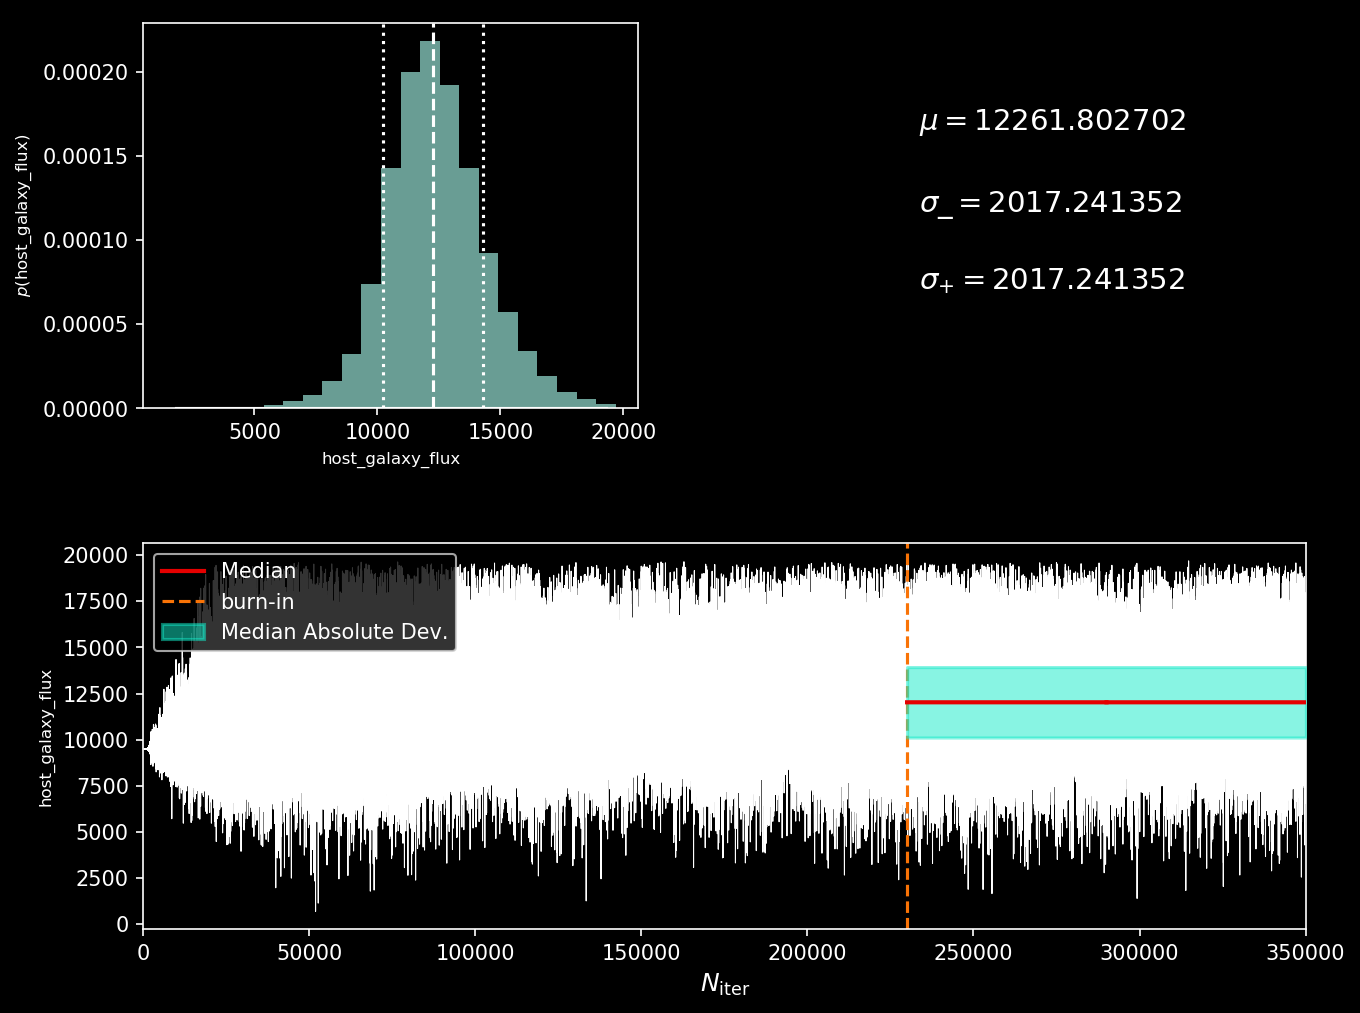 0.00020
0.00015
0.00010
0.00005
0.00000
p(host_galaxy_flux)
5000 10000 15000 20000
host_galaxy_flux
μ = 12261.802702
σ_ = 2017.241352
σ+ = 2017.241352
Median
burn-in
Median Absolute Dev.
20000
17500
15000
12500
10000
7500
5000
2500
0
host_galaxy_flux
0 50000 100000 150000 200000 250000 300000 350000
N_iter